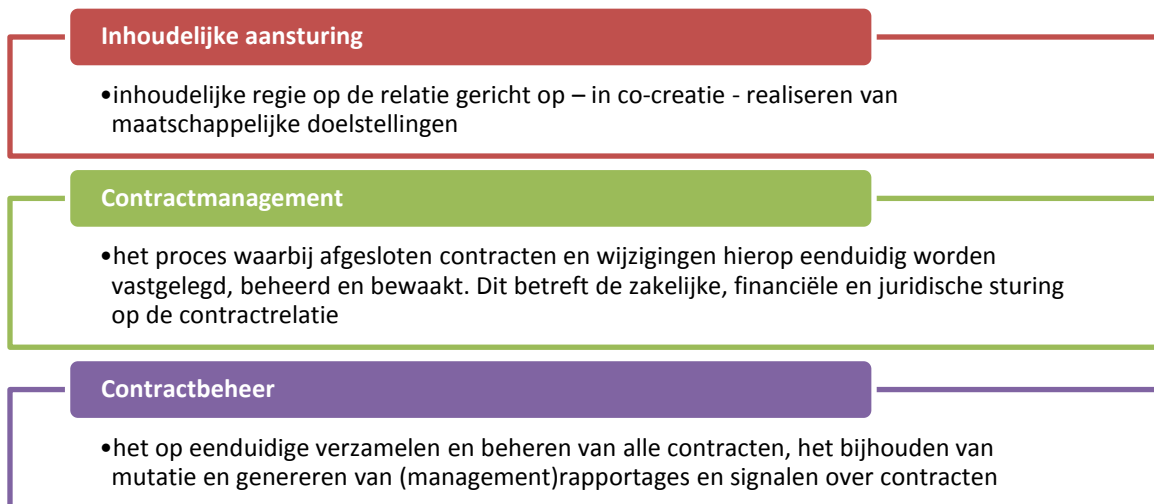 Inhoudelijke aansturing
•inhoudelijke regie op de relatie gericht op – in co-creatie - realiseren van
maatschappelijke doelstellingen
Contractmanagement
•het proces waarbij afgesloten contracten en wijzigingen hierop eenduidig worden
vastgelegd, beheerd en bewaakt. Dit betreft de zakelijke, financiële en juridische sturing
op de contractrelatie
Contractbeheer
•het op eenduidige verzamelen en beheren van alle contracten, het bijhouden van
mutatie en genereren van (management)rapportages en signalen over contracten